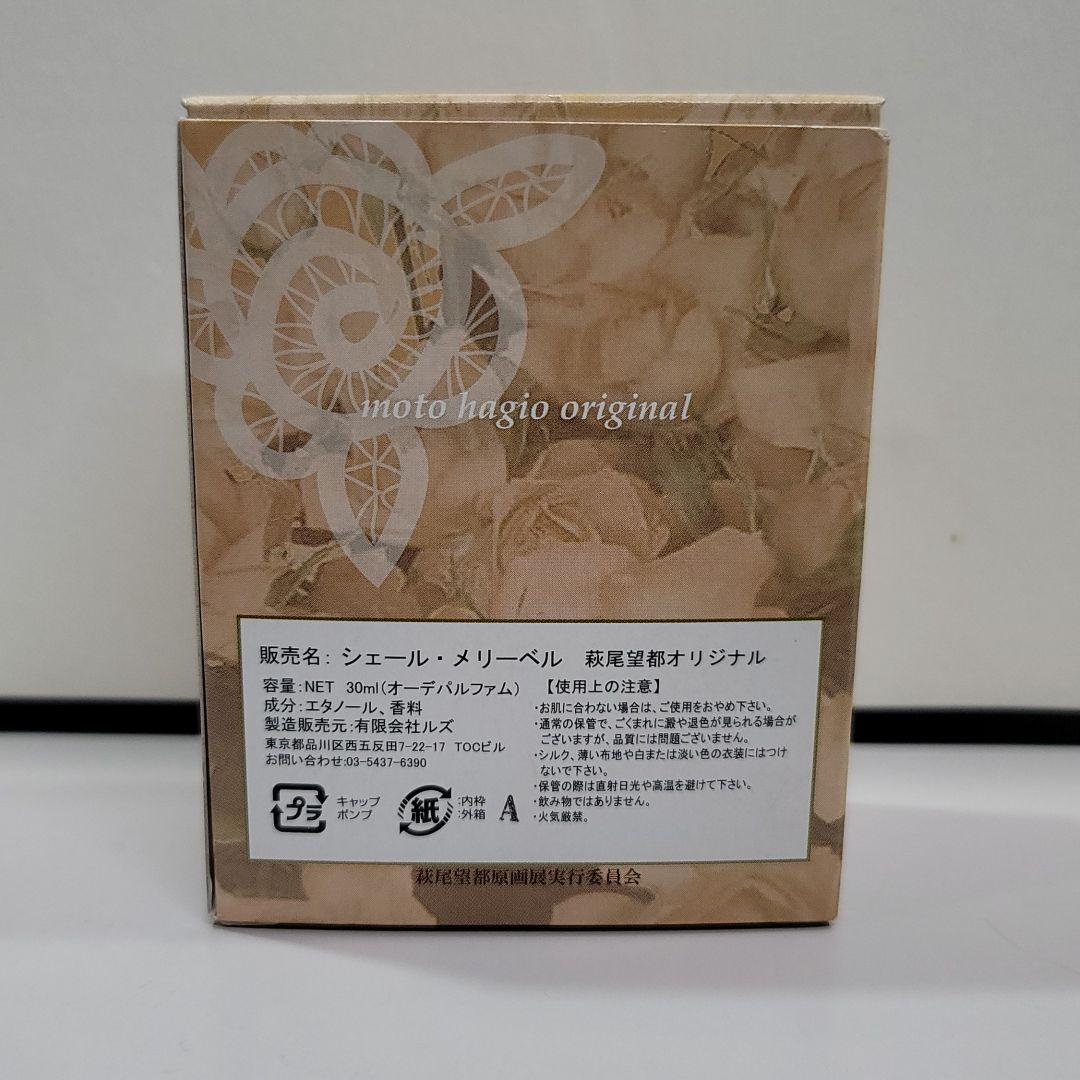 moto hagio original
販売名: シェール・メリーベル 萩尾望都オリジナル
容量:NET 30ml(オーデパルファム)
成分:エタノール、香料
製造販売元:有限会社ルズ
東京都品川区西五反田7-22-17 TOCビル
お問い合わせ:03-5437-6390
プラ
キャップ
ポンプ
紙
:内枠
:外箱
A
【使用上の注意】
・お肌に合わない場合は、ご使用をおやめ下さい。
・通常の保管で、ごくまれに澱や退色が見られる場合が
ございますが、品質には問題ございません。
・シルク、薄い布地や白または淡い色の衣装にはつけ
ないで下さい。
・保管の際は直射日光や高温を避けて下さい。
・飲み物ではありません。
・火気厳禁。
萩尾望都原画展実行委員会